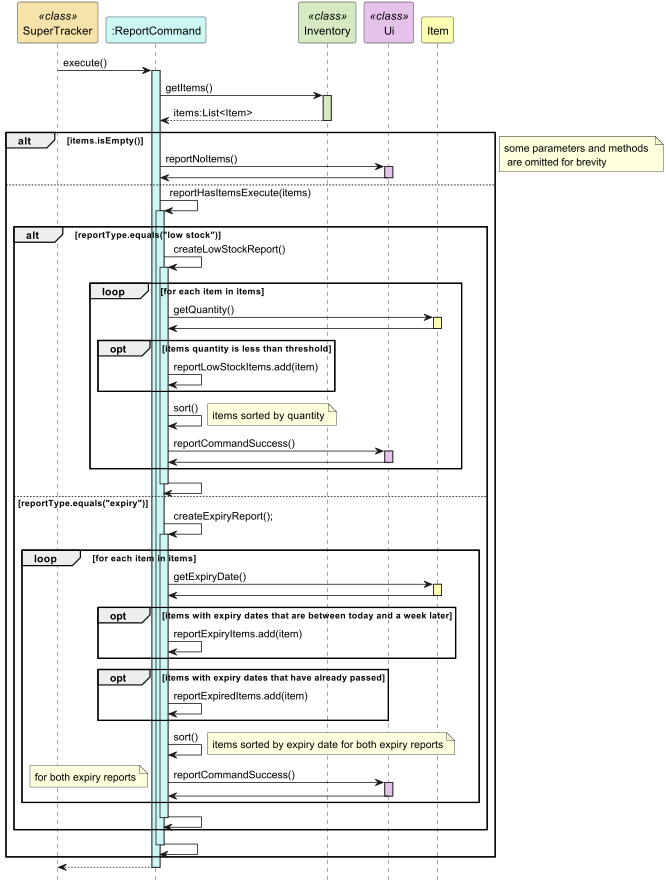 «class»
SuperTracker
:ReportCommand
«class»
Inventory
«class»
Ui
Item
execute()
getItems()
items:List<Item>
alt
[items.isEmpty()]
some parameters and methods
are omitted for brevity
reportNoItems()
reportHasItemsExecute(items)
alt
[reportType.equals("low stock")]
createLowStockReport()
loop
[for each item in items]
getQuantity()
opt
[items quantity is less than threshold]
reportLowStockItems.add(item)
sort()
items sorted by quantity
reportCommandSuccess()
[reportType.equals("expiry")]
createExpiryReport();
loop
[for each item in items]
getExpiryDate()
opt
[items with expiry dates that are between today and a week later]
reportExpiryItems.add(item)
opt
[items with expiry dates that have already passed]
reportExpiredItems.add(item)
sort()
items sorted by expiry date for both expiry reports
for both expiry reports
reportCommandSuccess()